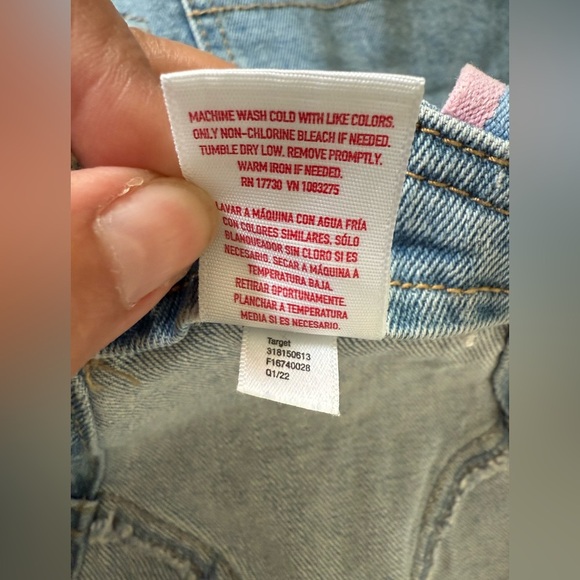 MACHINE WASH COLD WITH LIKE COLORS.
ONLY NON-CHLORINE BLEACH IF NEEDED.
TUMBLE DRY LOW. REMOVE PROMPTLY.
WARM IRON IF NEEDED.
RN 17730 VN 1083275
LAVAR A MÁQUINA CON AGUA FRÍA
CON COLORES SIMILARES. SÓLO
BLANQUEADOR SIN CLORO SI ES
NECESARIO. SECAR A MÁQUINA A
TEMPERATURA BAJA.
RETIRAR OPORTUNAMENTE.
PLANCHAR A TEMPERATURA
MEDIA SI ES NECESARIO.
Target
318150613
F16740028
Q1/22